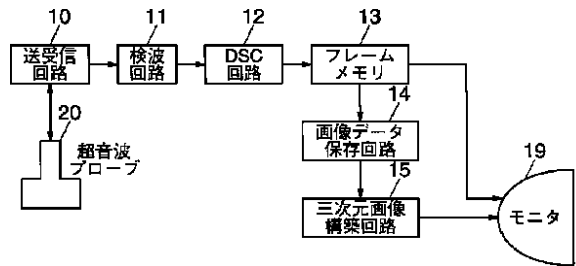 10
11
12
13
送受信
回路
検波
回路
DSC
回路
フレーム
メモリ
14
20
画像データ
保存回路
19
超音波
プローブ
15
三次元画像
構築回路
モニタ